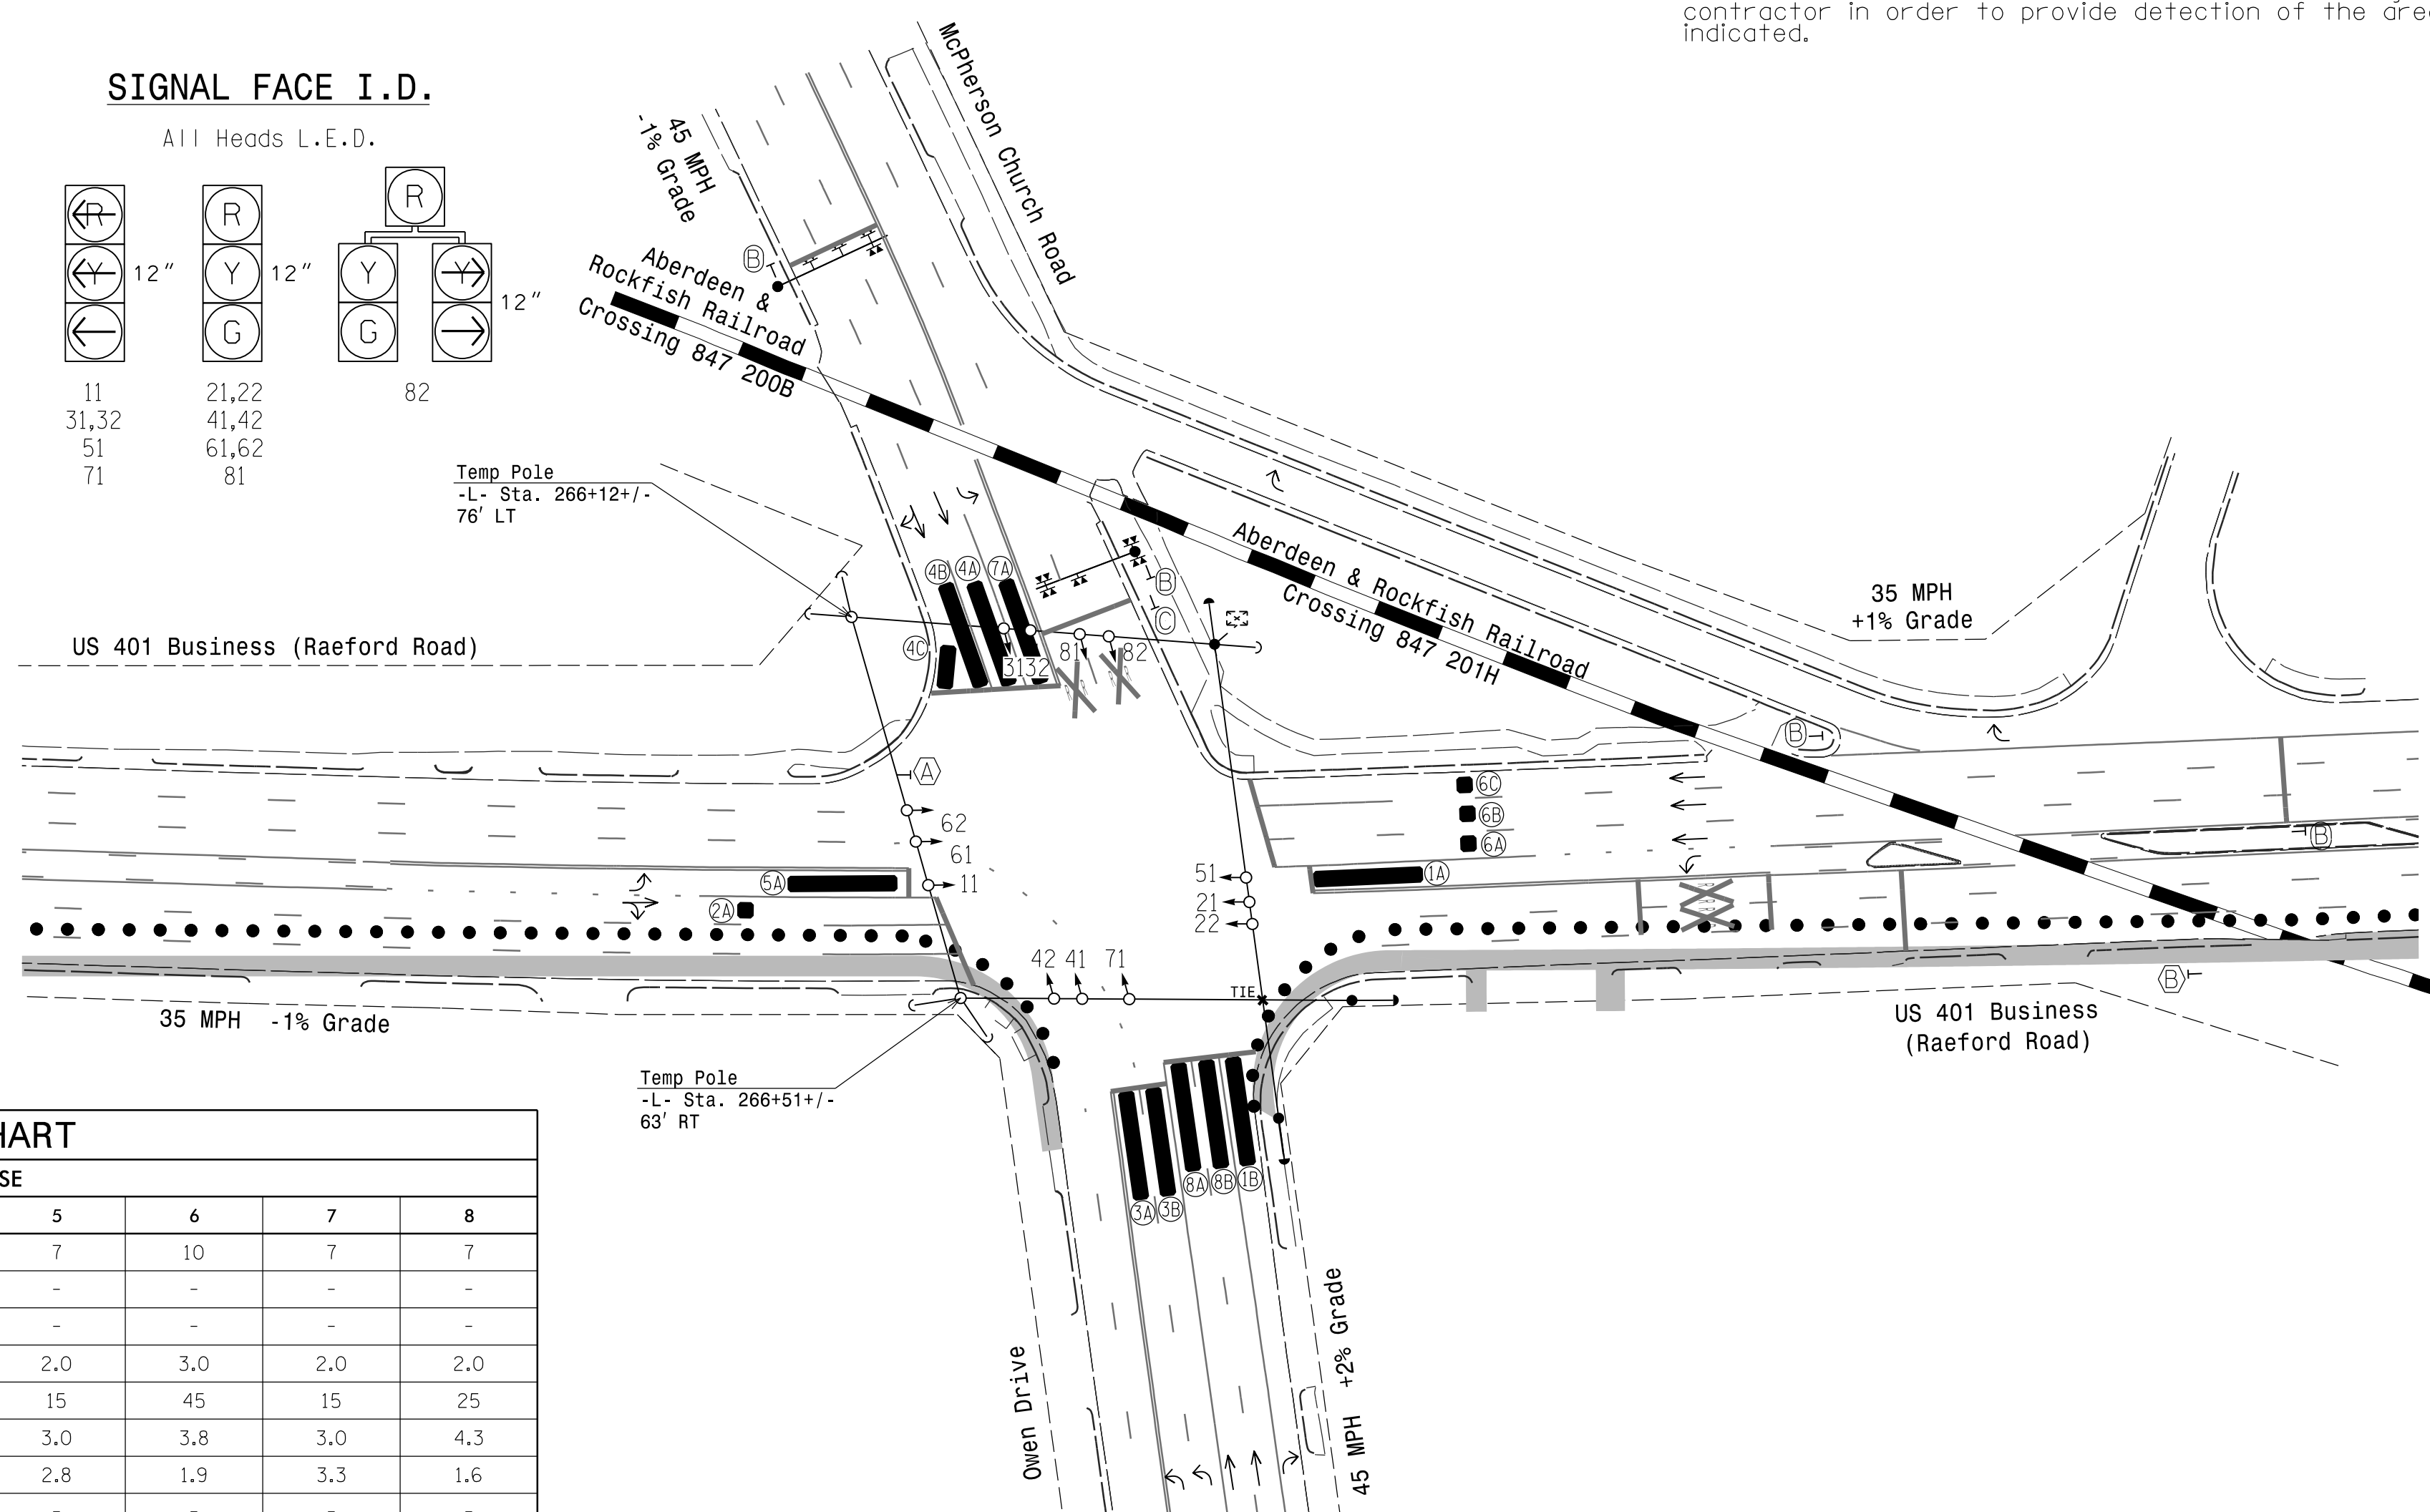 contractor in order to provide detection of the area
indicated.
SIGNAL FACE I.D.
All Heads L.E.D.
R
Y
12"
R
Y
G
12"
R
Y
G
Y
12"
11
31,32
51
71
21,22
41,42
61,62
81
82
McPherson Church Road
45 MPH
-1% Grade
B
Aberdeen &
Rockfish Railroad
Crossing 847 200B
Temp Pole
-L- Sta. 266+12+/-
76' LT
4B
4A
7A
B
C
4C
3132
81
82
US 401 Business (Raeford Road)
Aberdeen & Rockfish Railroad
Crossing 847 201H
35 MPH
+1% Grade
B
A
62
61
11
5A
2A
6C
6B
6A
1A
51
21
22
B
42
41
71
TIE
B
35 MPH -1% Grade
US 401 Business
(Raeford Road)
Temp Pole
-L- Sta. 266+51+/-
63' RT
3A
3B
8A
8B
1B
Owen Drive
45 MPH +2% Grade
HART
SE
5 6 7 8
7 10 7 7
- - - -
- - - -
2.0 3.0 2.0 2.0
15 45 15 25
3.0 3.8 3.0 4.3
2.8 1.9 3.3 1.6
- - - -